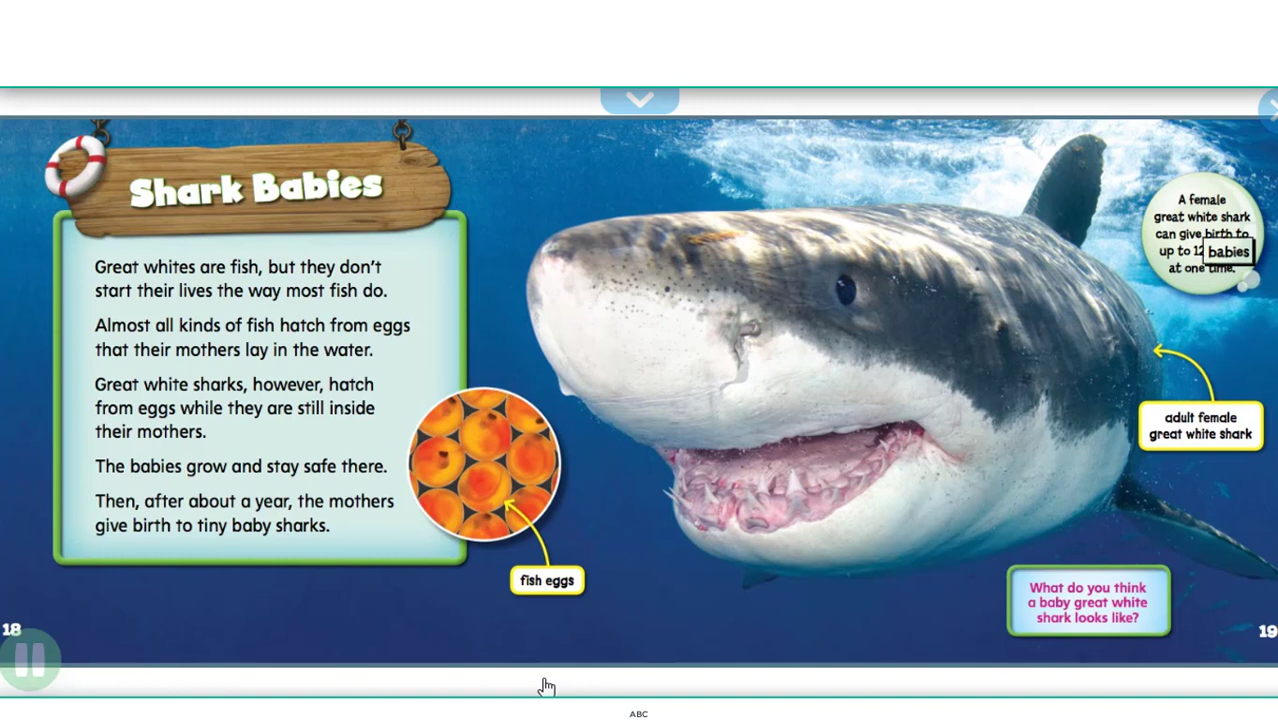 Shark Babies
Great whites are fish, but they don't
start their lives the way most fish do.
Almost all kinds of fish hatch from eggs
that their mothers lay in the water.
Great white sharks, however, hatch
from eggs while they are still inside
their mothers.
The babies grow and stay safe there.
Then, after about a year, the mothers
give birth to tiny baby sharks.
fish eggs
18
A female
great white shark
can give birth to
up to 12 babies
at one time.
adult female
great white shark
What do you think
a baby great white
shark looks like?
19
ABC